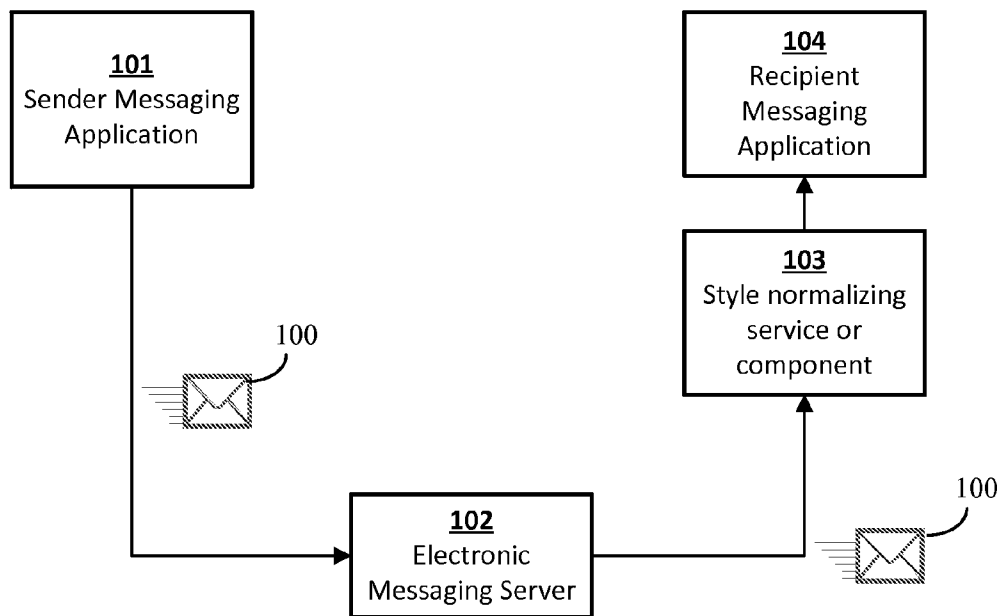 101
Sender Messaging
Application
104
Recipient
Messaging
Application
103
Style normalizing
service or
component
100
102
Electronic
Messaging Server
100